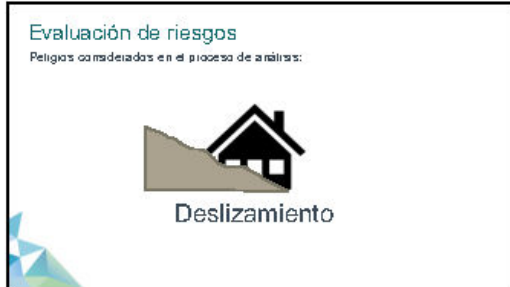 Evaluación de riesgos
Peligros considerados en el proceso de análisis:
Deslizamiento